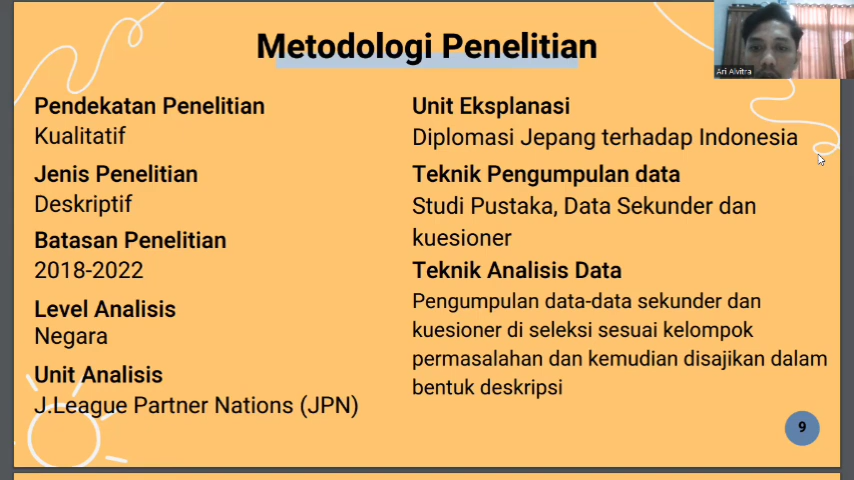 Metodologi Penelitian
Ari Alvitra
Pendekatan Penelitian
Kualitatif
Jenis Penelitian
Deskriptif
Batasan Penelitian
2018-2022
Level Analisis
Negara
Unit Analisis
J.League Partner Nations (JPN)
Unit Eksplanasi
Diplomasi Jepang terhadap Indonesia
Teknik Pengumpulan data
Studi Pustaka, Data Sekunder dan
kuesioner
Teknik Analisis Data
Pengumpulan data-data sekunder dan
kuesioner di seleksi sesuai kelompok
permasalahan dan kemudian disajikan dalam
bentuk deskripsi
9